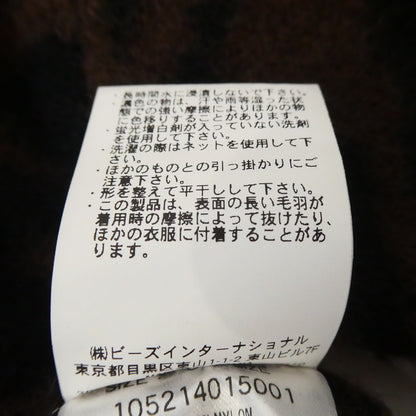 ・長時間水に浸漬しないで下さい。
・濃色の物は、汗や雨等湿った状
態での強い摩擦によりほかの物
に色移りすることがあります。
・蛍光増白剤が入っていない洗剤
を使用して下さい。
・洗濯の際はネットを使用して下
さい。
・ほかのものとの引っ掛かりにご
注意下さい。
・形を整えて平干しして下さい。
・この製品は、表面の長い毛羽が
着用時の摩擦によって抜けたり、
ほかの衣服に付着することがあ
ります。
㈱ビーズインターナショナル
東京都目黒区東山1-1-2 東山ビル7F
SIZE
105214015001
NYLON